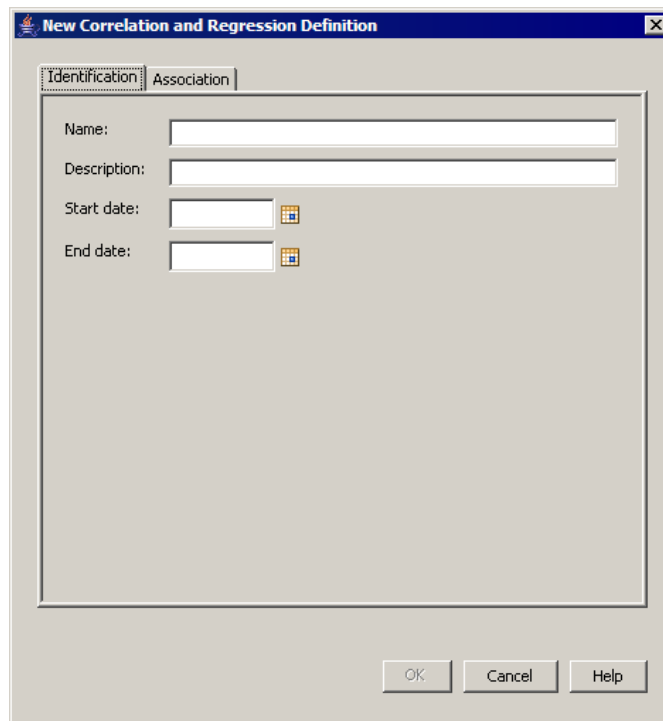 New Correlation and Regression Definition
Identification Association
Name:
Description:
Start date:
End date:
OK Cancel Help